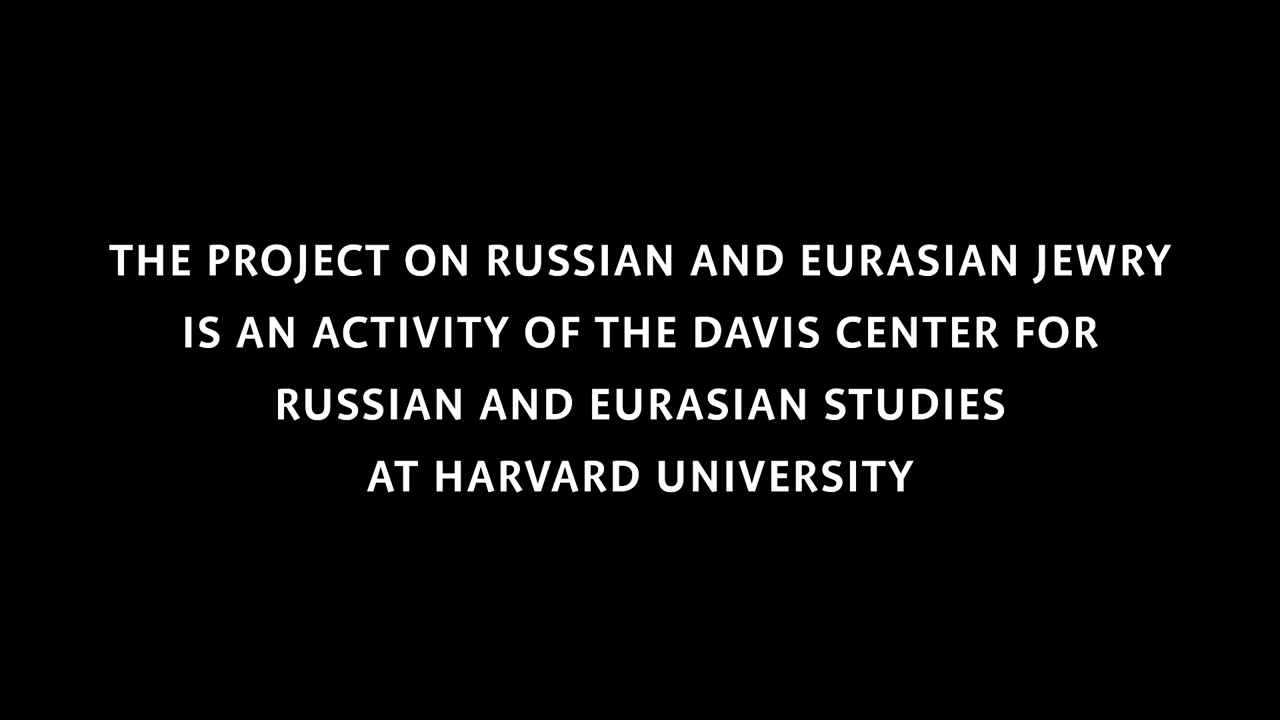 THE PROJECT ON RUSSIAN AND EURASIAN JEWRY
IS AN ACTIVITY OF THE DAVIS CENTER FOR
RUSSIAN AND EURASIAN STUDIES
AT HARVARD UNIVERSITY